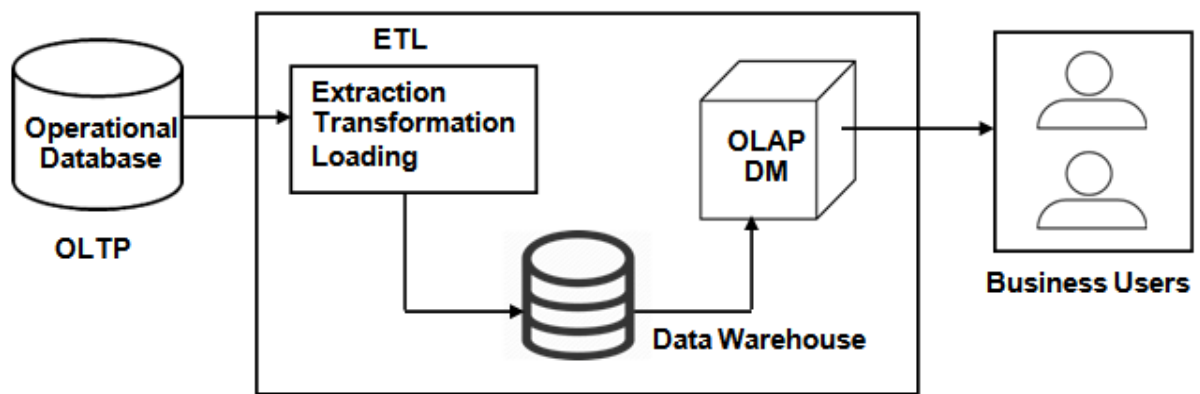 ETL
Operational
Database
OLTP
Extraction
Transformation
Loading
Data Warehouse
OLAP
DM
Business Users